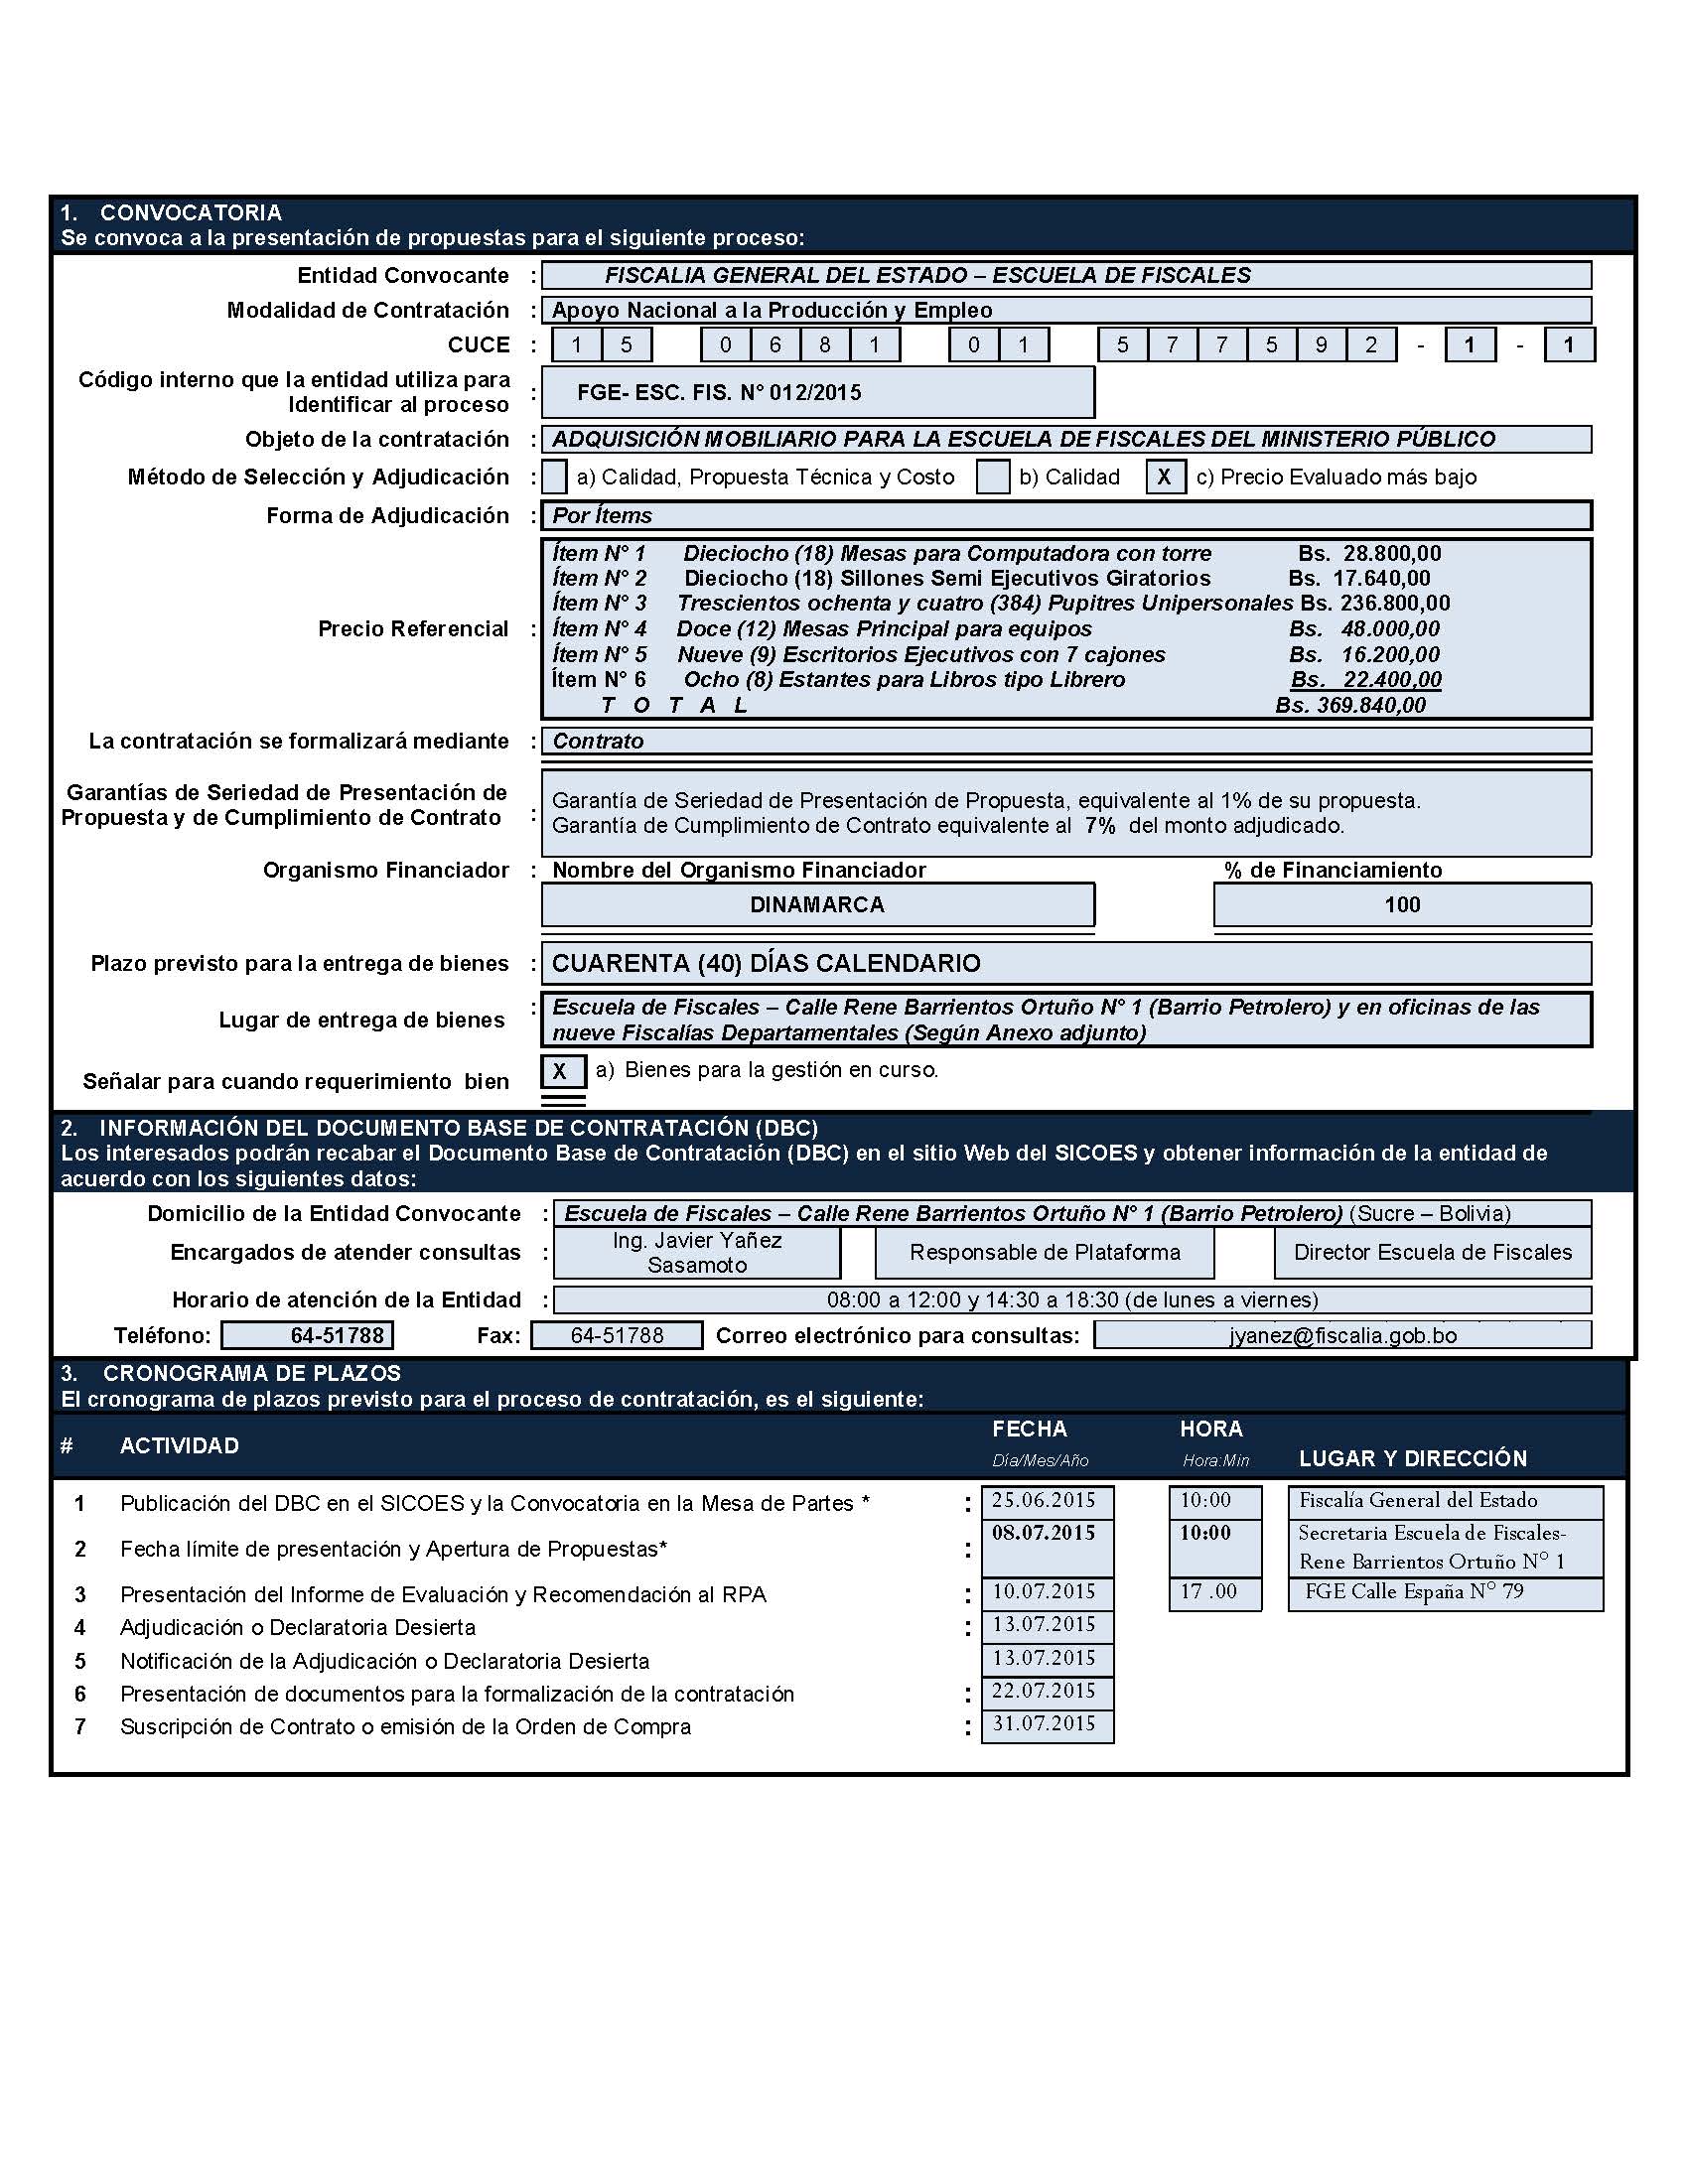 1. CONVOCATORIA
Se convoca a la presentación de propuestas para el siguiente proceso:
Entidad Convocante : FISCALIA GENERAL DEL ESTADO – ESCUELA DE FISCALES
Modalidad de Contratación : Apoyo Nacional a la Producción y Empleo
CUCE : 1 5 0 6 8 1 0 1 5 7 7 5 9 2 - 1 - 1
Código interno que la entidad utiliza para
Identificar al proceso : FGE- ESC. FIS. N° 012/2015
Objeto de la contratación : ADQUISICIÓN MOBILIARIO PARA LA ESCUELA DE FISCALES DEL MINISTERIO PÚBLICO
Método de Selección y Adjudicación : a) Calidad, Propuesta Técnica y Costo b) Calidad X c) Precio Evaluado más bajo
Forma de Adjudicación : Por Ítems
Precio Referencial :
Ítem N° 1 Dieciocho (18) Mesas para Computadora con torre Bs. 28.800,00
Ítem N° 2 Dieciocho (18) Sillones Semi Ejecutivos Giratorios Bs. 17.640,00
Ítem N° 3 Trescientos ochenta y cuatro (384) Pupitres Unipersonales Bs. 236.800,00
Ítem N° 4 Doce (12) Mesas Principal para equipos Bs. 48.000,00
Ítem N° 5 Nueve (9) Escritorios Ejecutivos con 7 cajones Bs. 16.200,00
Ítem N° 6 Ocho (8) Estantes para Libros tipo Librero Bs. 22.400,00
T O T A L Bs. 369.840,00
La contratación se formalizará mediante : Contrato
Garantías de Seriedad de Presentación de
Propuesta y de Cumplimiento de Contrato :
Garantía de Seriedad de Presentación de Propuesta, equivalente al 1% de su propuesta.
Garantía de Cumplimiento de Contrato equivalente al 7% del monto adjudicado.
Organismo Financiador : Nombre del Organismo Financiador % de Financiamiento
DINAMARCA 100
Plazo previsto para la entrega de bienes : CUARENTA (40) DÍAS CALENDARIO
Lugar de entrega de bienes : Escuela de Fiscales – Calle Rene Barrientos Ortuño N° 1 (Barrio Petrolero) y en oficinas de las
nueve Fiscalías Departamentales (Según Anexo adjunto)
Señalar para cuando requerimiento bien X a) Bienes para la gestión en curso.
2. INFORMACIÓN DEL DOCUMENTO BASE DE CONTRATACIÓN (DBC)
Los interesados podrán recabar el Documento Base de Contratación (DBC) en el sitio Web del SICOES y obtener información de la entidad de
acuerdo con los siguientes datos:
Domicilio de la Entidad Convocante : Escuela de Fiscales – Calle Rene Barrientos Ortuño N° 1 (Barrio Petrolero) (Sucre – Bolivia)
Encargados de atender consultas : Ing. Javier Yañez
Sasamoto Responsable de Plataforma Director Escuela de Fiscales
Horario de atención de la Entidad : 08:00 a 12:00 y 14:30 a 18:30 (de lunes a viernes)
Teléfono: 64-51788 Fax: 64-51788 Correo electrónico para consultas: jyanez@fiscalia.gob.bo
3. CRONOGRAMA DE PLAZOS
El cronograma de plazos previsto para el proceso de contratación, es el siguiente:
# ACTIVIDAD FECHA HORA LUGAR Y DIRECCIÓN
Día/Mes/Año Hora:Min
1 Publicación del DBC en el SICOES y la Convocatoria en la Mesa de Partes * : 25.06.2015 10:00 Fiscalía General del Estado
2 Fecha límite de presentación y Apertura de Propuestas* : 08.07.2015 10:00 Secretaria Escuela de Fiscales-
Rene Barrientos Ortuño N° 1
3 Presentación del Informe de Evaluación y Recomendación al RPA : 10.07.2015 17 .00 FGE Calle España N° 79
4 Adjudicación o Declaratoria Desierta : 13.07.2015
5 Notificación de la Adjudicación o Declaratoria Desierta 13.07.2015
6 Presentación de documentos para la formalización de la contratación : 22.07.2015
7 Suscripción de Contrato o emisión de la Orden de Compra : 31.07.2015